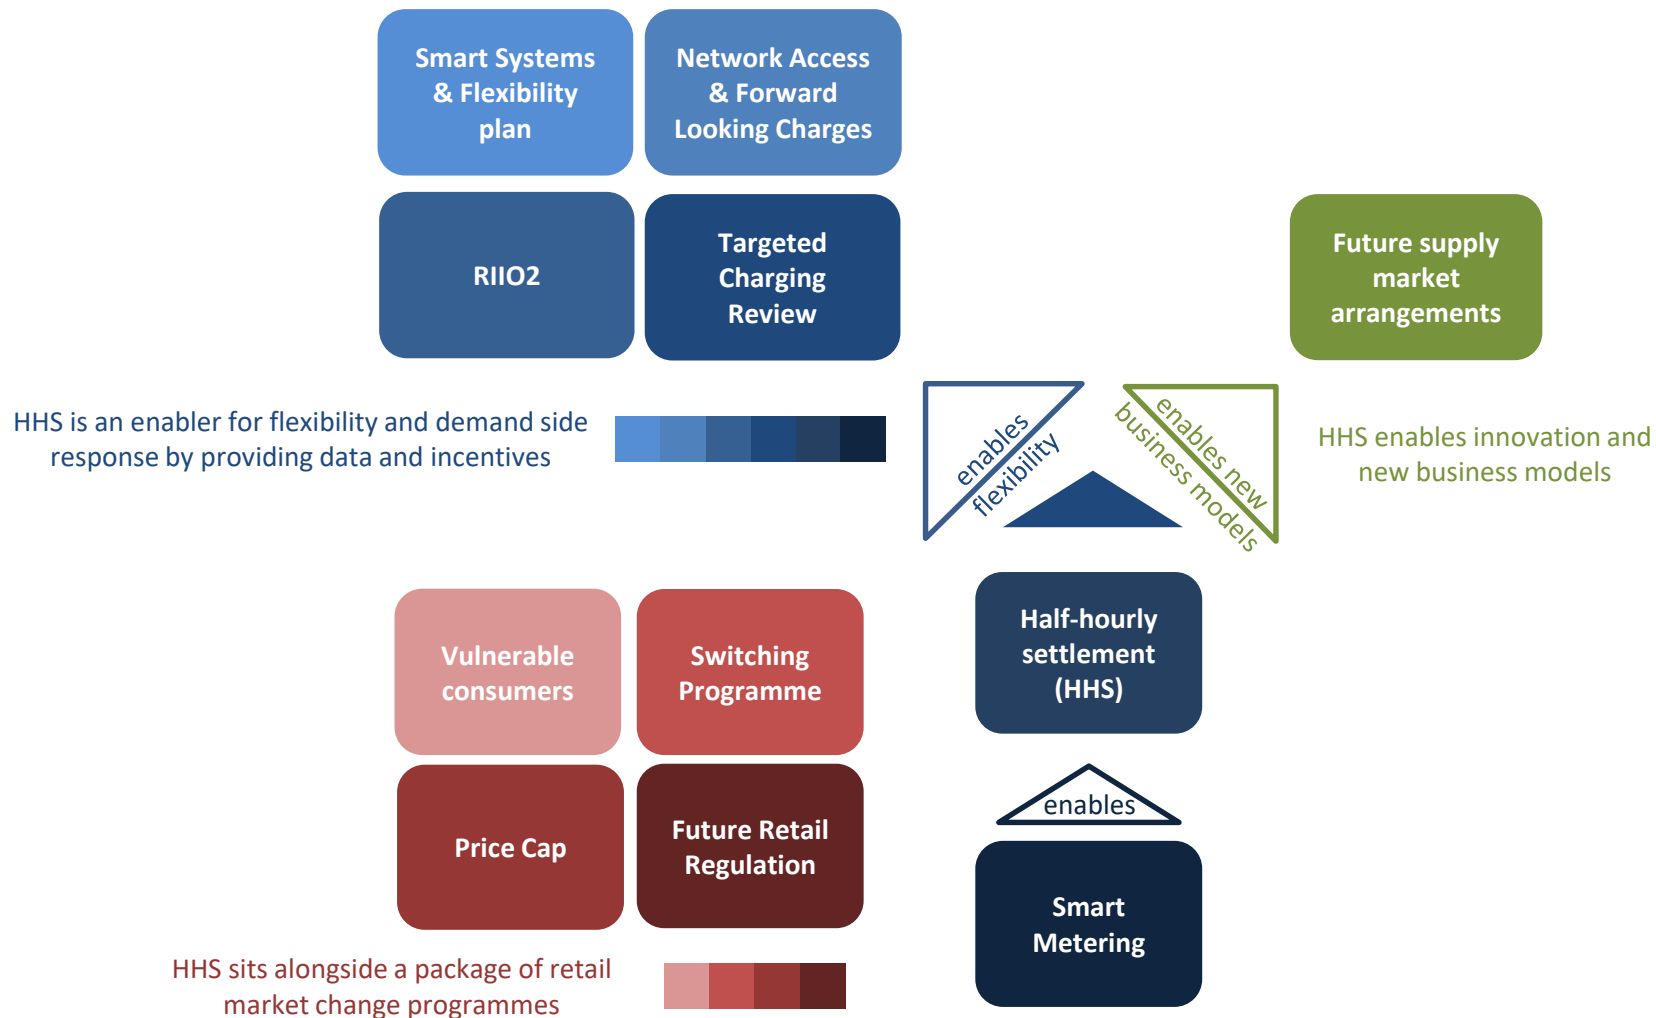 Smart Systems
& Flexibility
plan
Network Access
& Forward
Looking Charges
RIIO2
Targeted
Charging
Review
Future supply
market
arrangements
HHS is an enabler for flexibility and demand side
response by providing data and incentives
enables
flexibility
enables new
business models
HHS enables innovation and
new business models
Vulnerable
consumers
Switching
Programme
Half-hourly
settlement
(HHS)
Price Cap
Future Retail
Regulation
enables
Smart
Metering
HHS sits alongside a package of retail
market change programmes